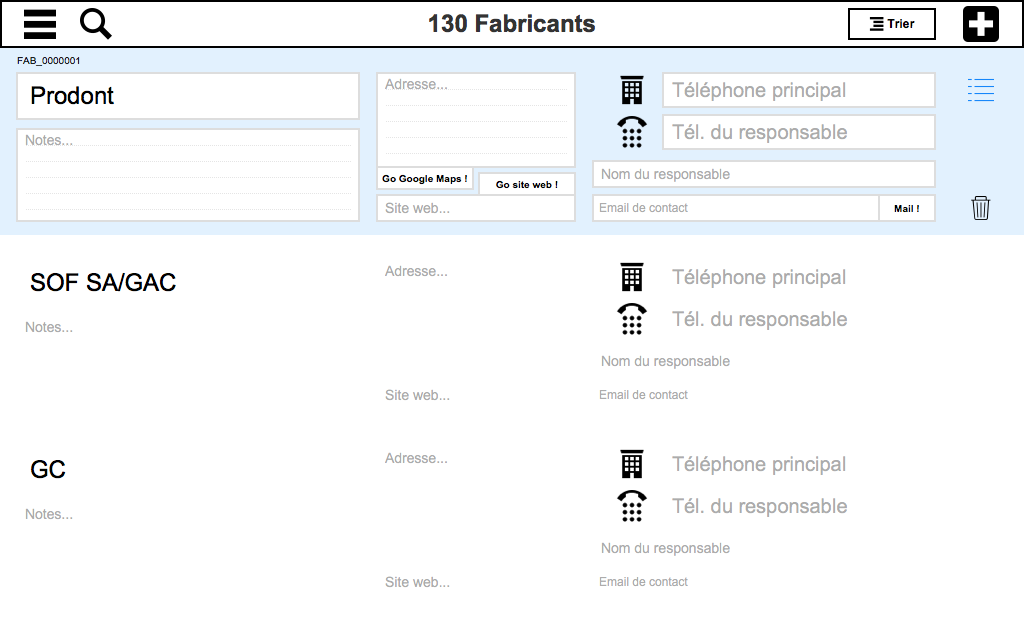 130 Fabricants
Trier
FAB_0000001
Prodont
Notes...
Adresse...
Go Google Maps !
Go site web !
Site web...
Téléphone principal
Tél. du responsable
Nom du responsable
Email de contact
Mail !
SOF SA/GAC
Notes...
Adresse...
Site web...
Téléphone principal
Tél. du responsable
Nom du responsable
Email de contact
GC
Notes...
Adresse...
Site web...
Téléphone principal
Tél. du responsable
Nom du responsable
Email de contact